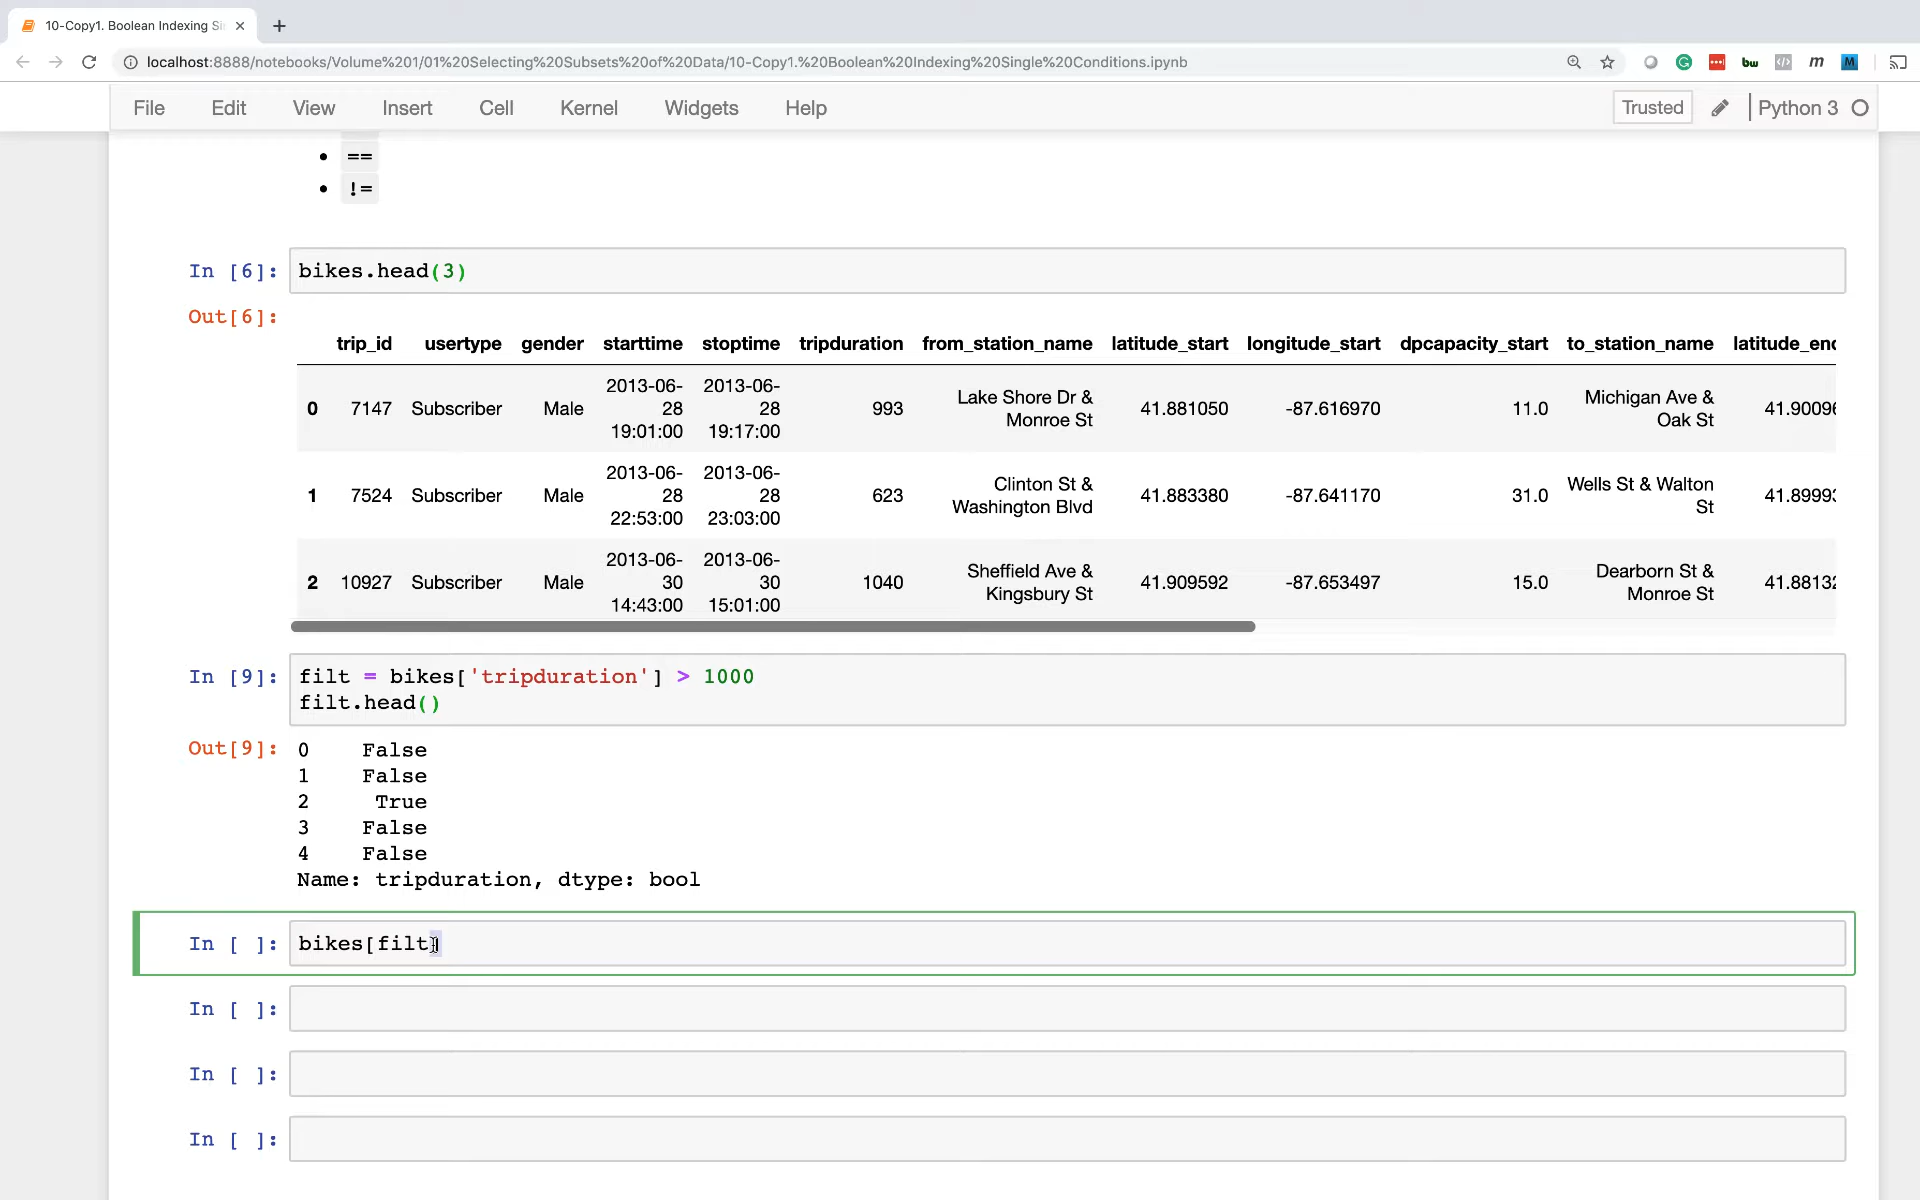 10-Copy1. Boolean Indexing Si
localhost:8888/notebooks/Volume%201/01%20Selecting%20Subsets%20of%20Data/10-Copy1.%20Boolean%20Indexing%20Single%20Conditions.ipynb
bw
m
M
File Edit View Insert Cell Kernel Widgets Help Trusted Python 3
==
!=
In [6]: bikes.head(3)
Out[6]:
trip_id usertype gender starttime stoptime tripduration from_station_name latitude_start longitude_start dpcapacity_start to_station_name latitude_end
0 7147 Subscriber Male 2013-06-28 19:01:00 2013-06-28 19:17:00 993 Lake Shore Dr & Monroe St 41.881050 -87.616970 11.0 Michigan Ave & Oak St 41.90096
1 7524 Subscriber Male 2013-06-28 22:53:00 2013-06-28 23:03:00 623 Clinton St & Washington Blvd 41.883380 -87.641170 31.0 Wells St & Walton St 41.89993
2 10927 Subscriber Male 2013-06-30 14:43:00 2013-06-30 15:01:00 1040 Sheffield Ave & Kingsbury St 41.909592 -87.653497 15.0 Dearborn St & Monroe St 41.88132
In [9]: filt = bikes['tripduration'] > 1000
filt.head()
Out[9]: 0 False
1 False
2 True
3 False
4 False
Name: tripduration, dtype: bool
In [ ]: bikes[filt]
In [ ]:
In [ ]:
In [ ]: